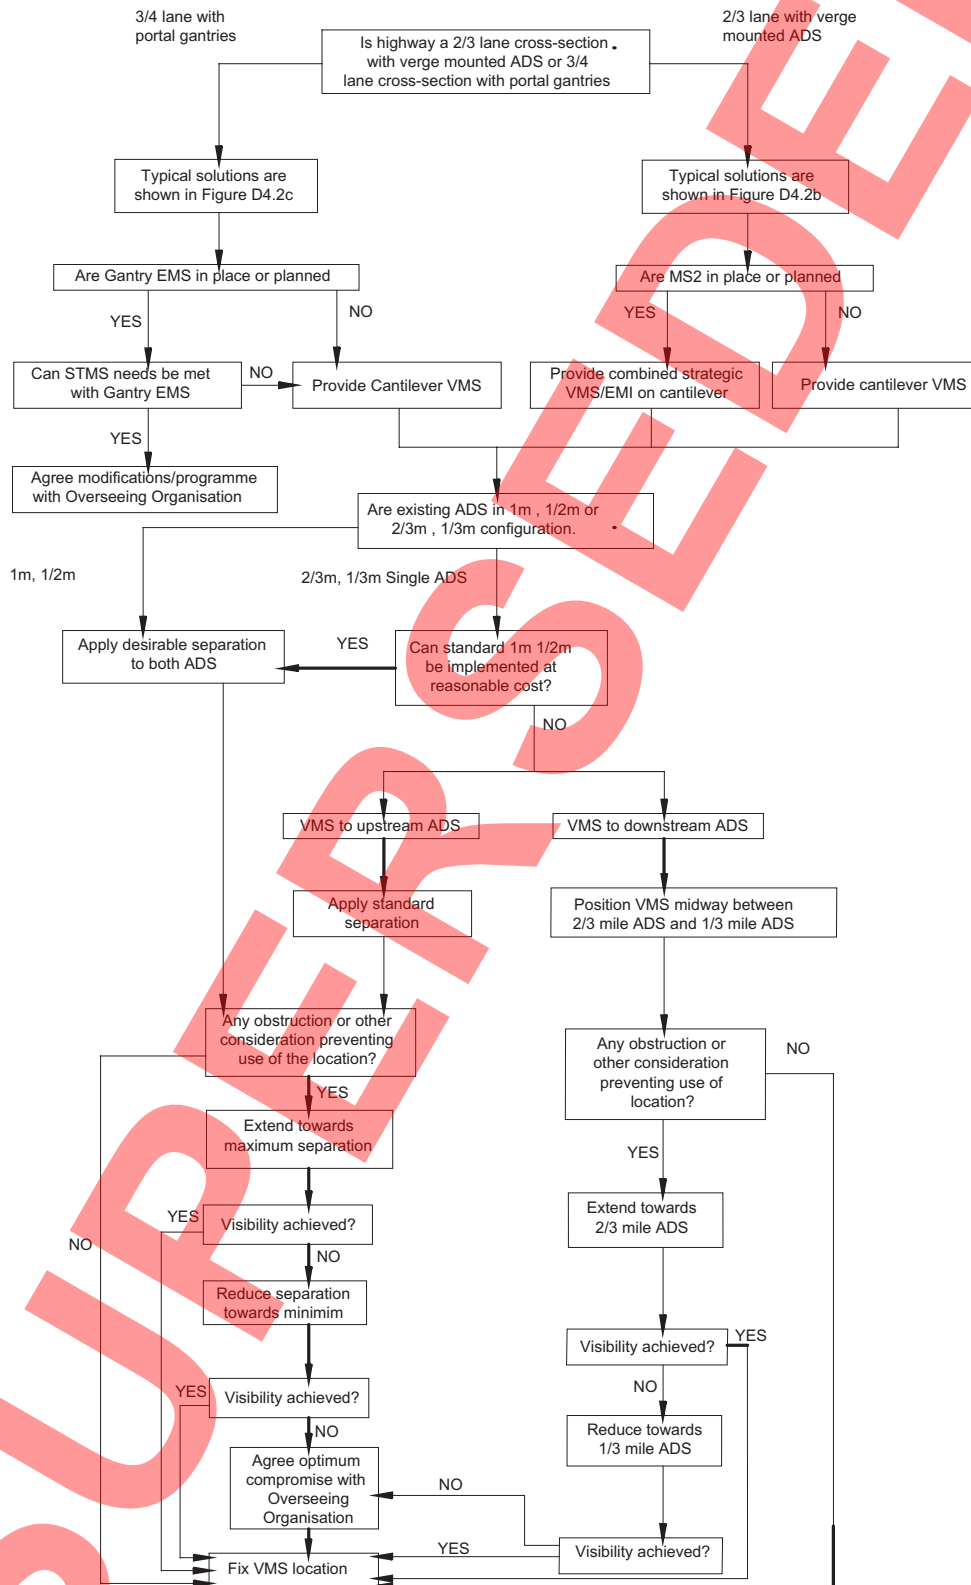 3/4 lane with
portal gantries
2/3 lane with verge
mounted ADS
Is highway a 2/3 lane cross-section
with verge mounted ADS or 3/4
lane cross-section with portal gantries
Typical solutions are
shown in Figure D4.2c
Typical solutions are
shown in Figure D4.2b
Are Gantry EMS in place or planned
Are MS2 in place or planned
YES
NO
YES
NO
Can STMS needs be met
with Gantry EMS
NO
Provide Cantilever VMS
Provide combined strategic
VMS/EMI on cantilever
Provide cantilever VMS
YES
Agree modifications/programme
with Overseeing Organisation
Are existing ADS in 1m , 1/2m or
2/3m , 1/3m configuration.
1m, 1/2m
2/3m, 1/3m Single ADS
Apply desirable separation
to both ADS
YES
Can standard 1m 1/2m
be implemented at
reasonable cost?
NO
VMS to upstream ADS
VMS to downstream ADS
Apply standard
separation
Position VMS midway between
2/3 mile ADS and 1/3 mile ADS
Any obstruction or other
consideration preventing
use of the location?
Any obstruction or
other consideration
preventing use of
location?
NO
YES
Extend towards
maximum separation
YES
Extend towards
2/3 mile ADS
YES
Visibility achieved?
NO
NO
Reduce separation
towards minimim
Visibility achieved?
YES
NO
YES
Visibility achieved?
Reduce towards
1/3 mile ADS
NO
Agree optimum
compromise with
Overseeing
Organisation
NO
YES
Visibility achieved?
Fix VMS location
SUPERSEDED